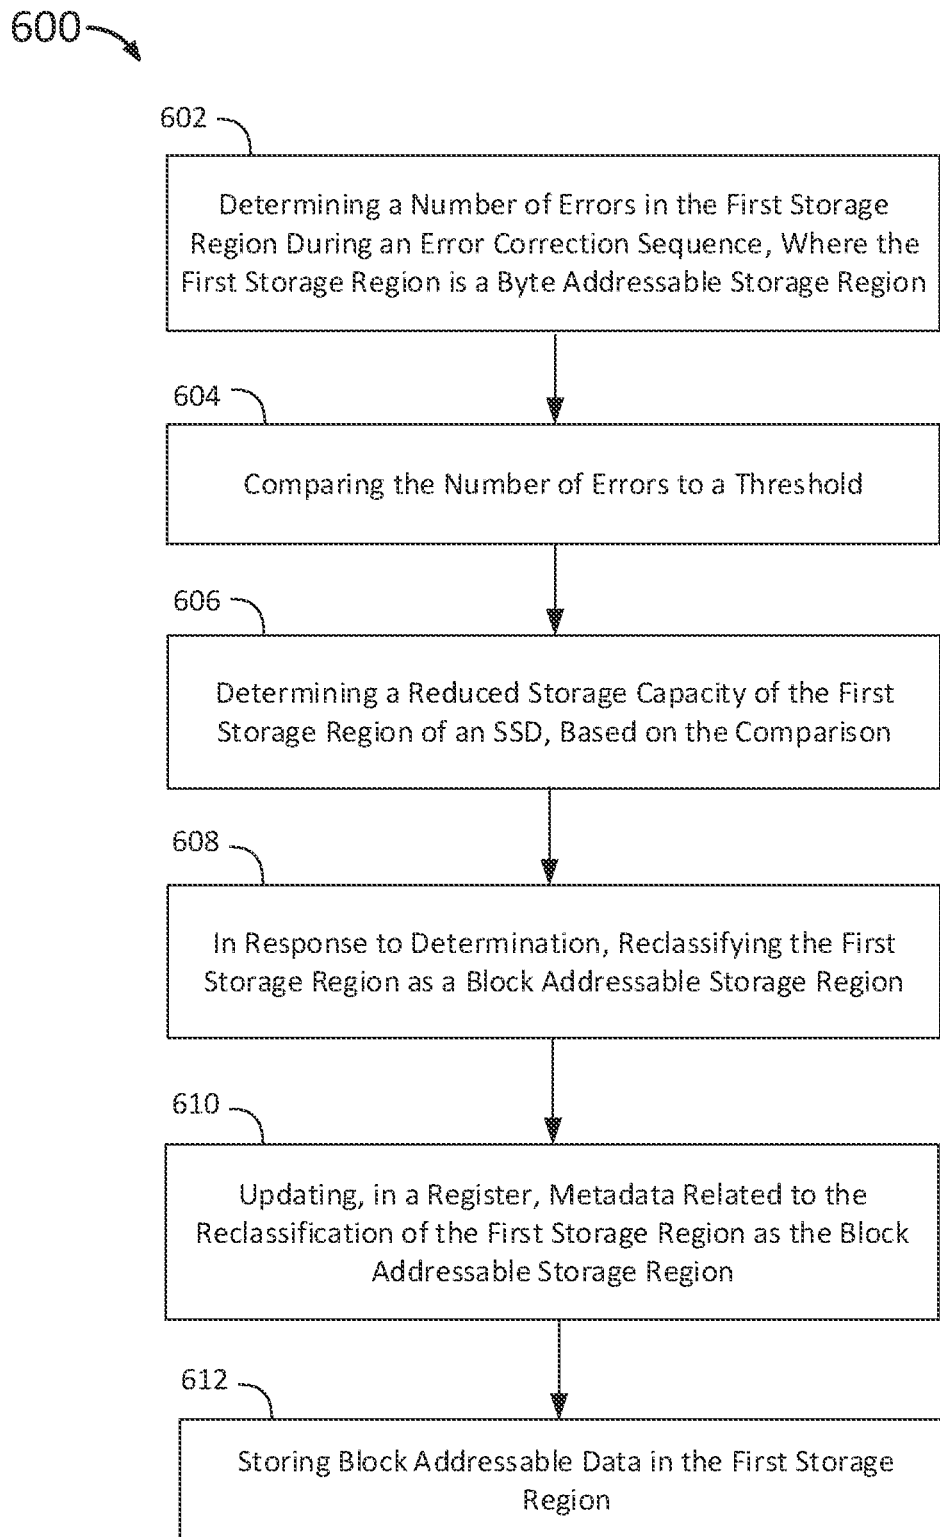 600
602
Determining a Number of Errors in the First Storage
Region During an Error Correction Sequence, Where the
First Storage Region is a Byte Addressable Storage Region
604
Comparing the Number of Errors to a Threshold
606
Determining a Reduced Storage Capacity of the First
Storage Region of an SSD, Based on the Comparison
608
In Response to Determination, Reclassifying the First
Storage Region as a Block Addressable Storage Region
610
Updating, in a Register, Metadata Related to the
Reclassification of the First Storage Region as the Block
Addressable Storage Region
612
Storing Block Addressable Data in the First Storage
Region